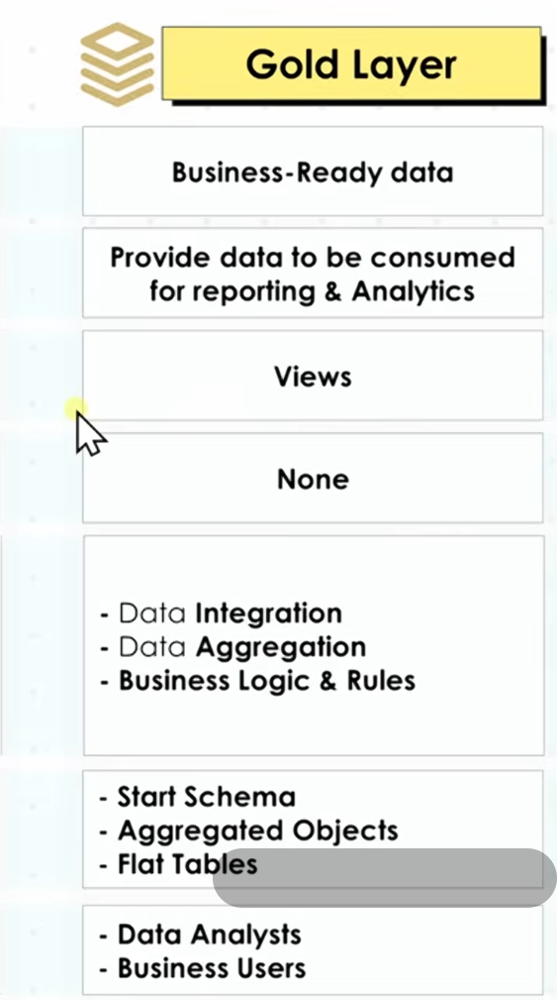 Gold Layer
Business-Ready data
Provide data to be consumed
for reporting & Analytics
Views
None
- Data Integration
- Data Aggregation
- Business Logic & Rules
- Start Schema
- Aggregated Objects
- Flat Tables
- Data Analysts
- Business Users